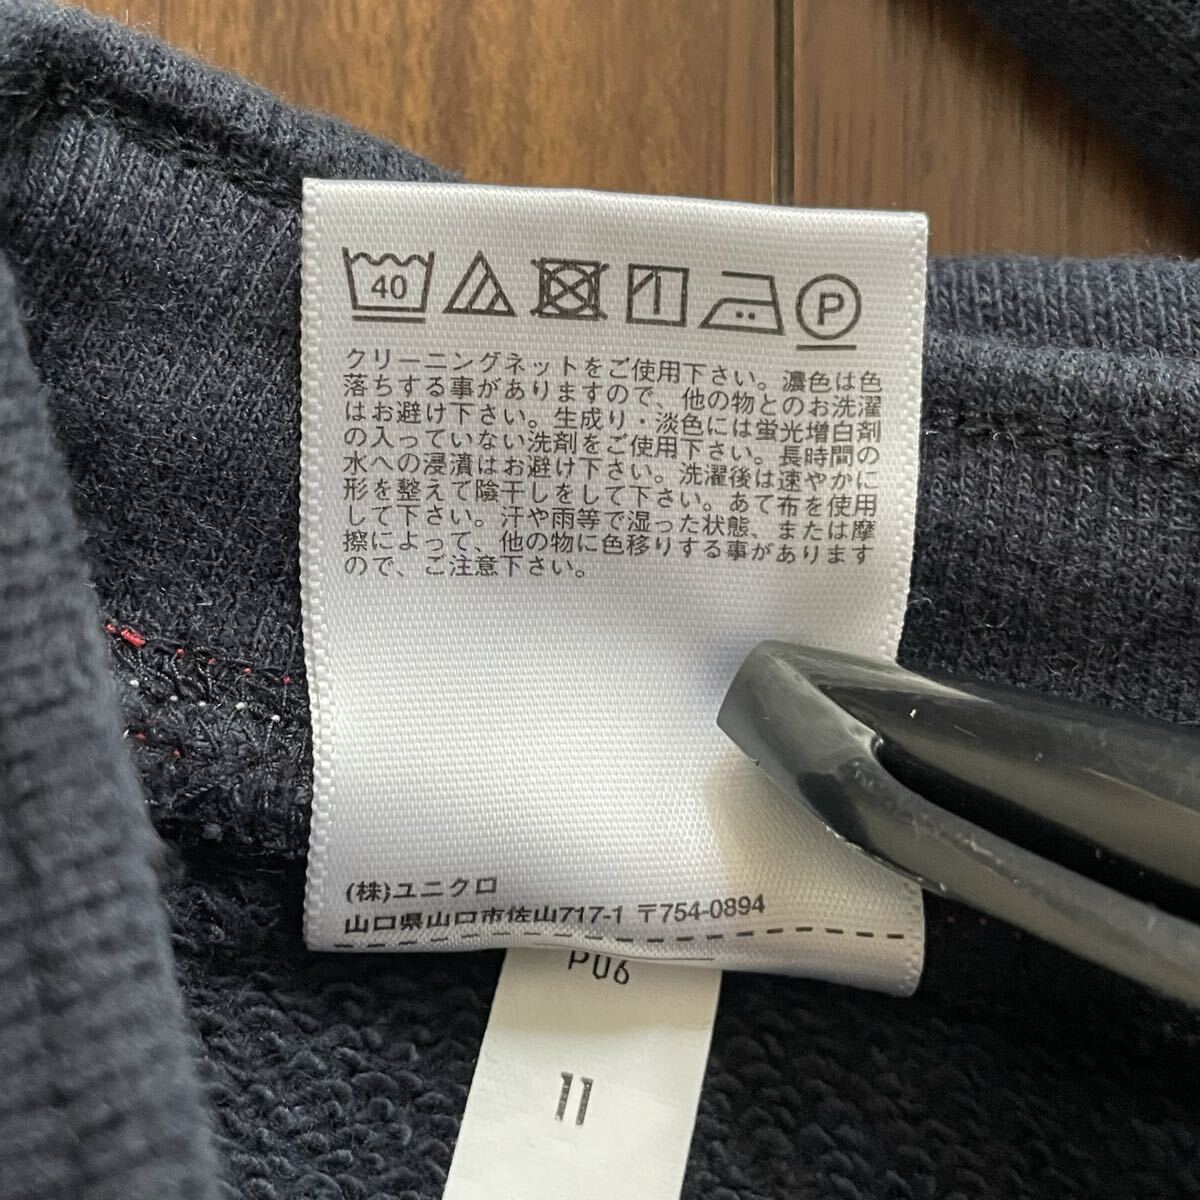 40
P
クリーニングネットをご使用下さい。濃色は色
落ちする事がありますので、他の物とのお洗濯
はお避け下さい。生成り・淡色には蛍光増白剤
の入っていない洗剤をご使用下さい。長時間の
水への浸漬はお避け下さい。洗濯後は速やかに
形を整えて陰干しをして下さい。あて布を使用
して下さい。汗や雨等で湿った状態、または摩
擦によって、他の物に色移りする事があります
ので、ご注意下さい。
(株)ユニクロ
山口県山口市佐山717-1 〒754-0894
P06
11